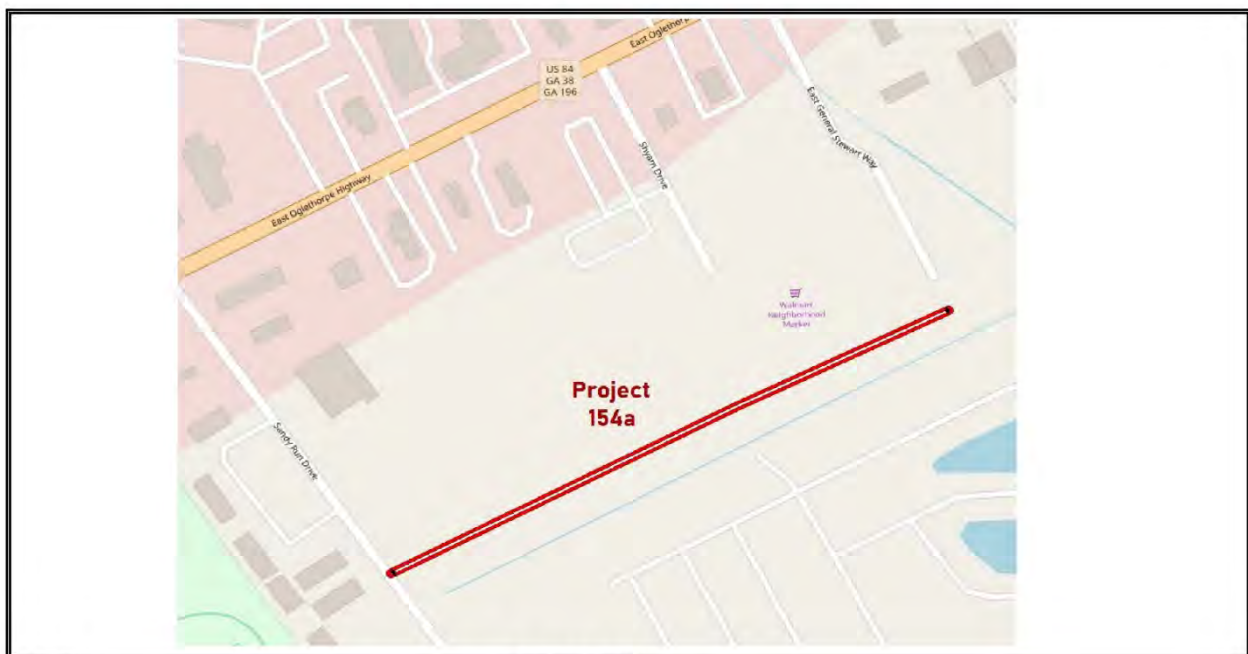 East Oglethorpe
US 84
GA 38
GA 196
East General Stewart Way
Shyam Drive
East Oglethorpe Highway
Walmart
Neighborhood
Market
Project
154a
Sandy Run Drive